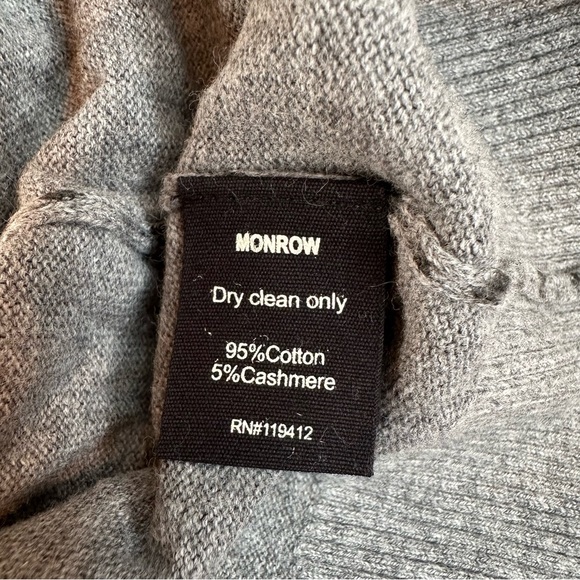 MONROW
Dry clean only
95%Cotton
5%Cashmere
RN#119412